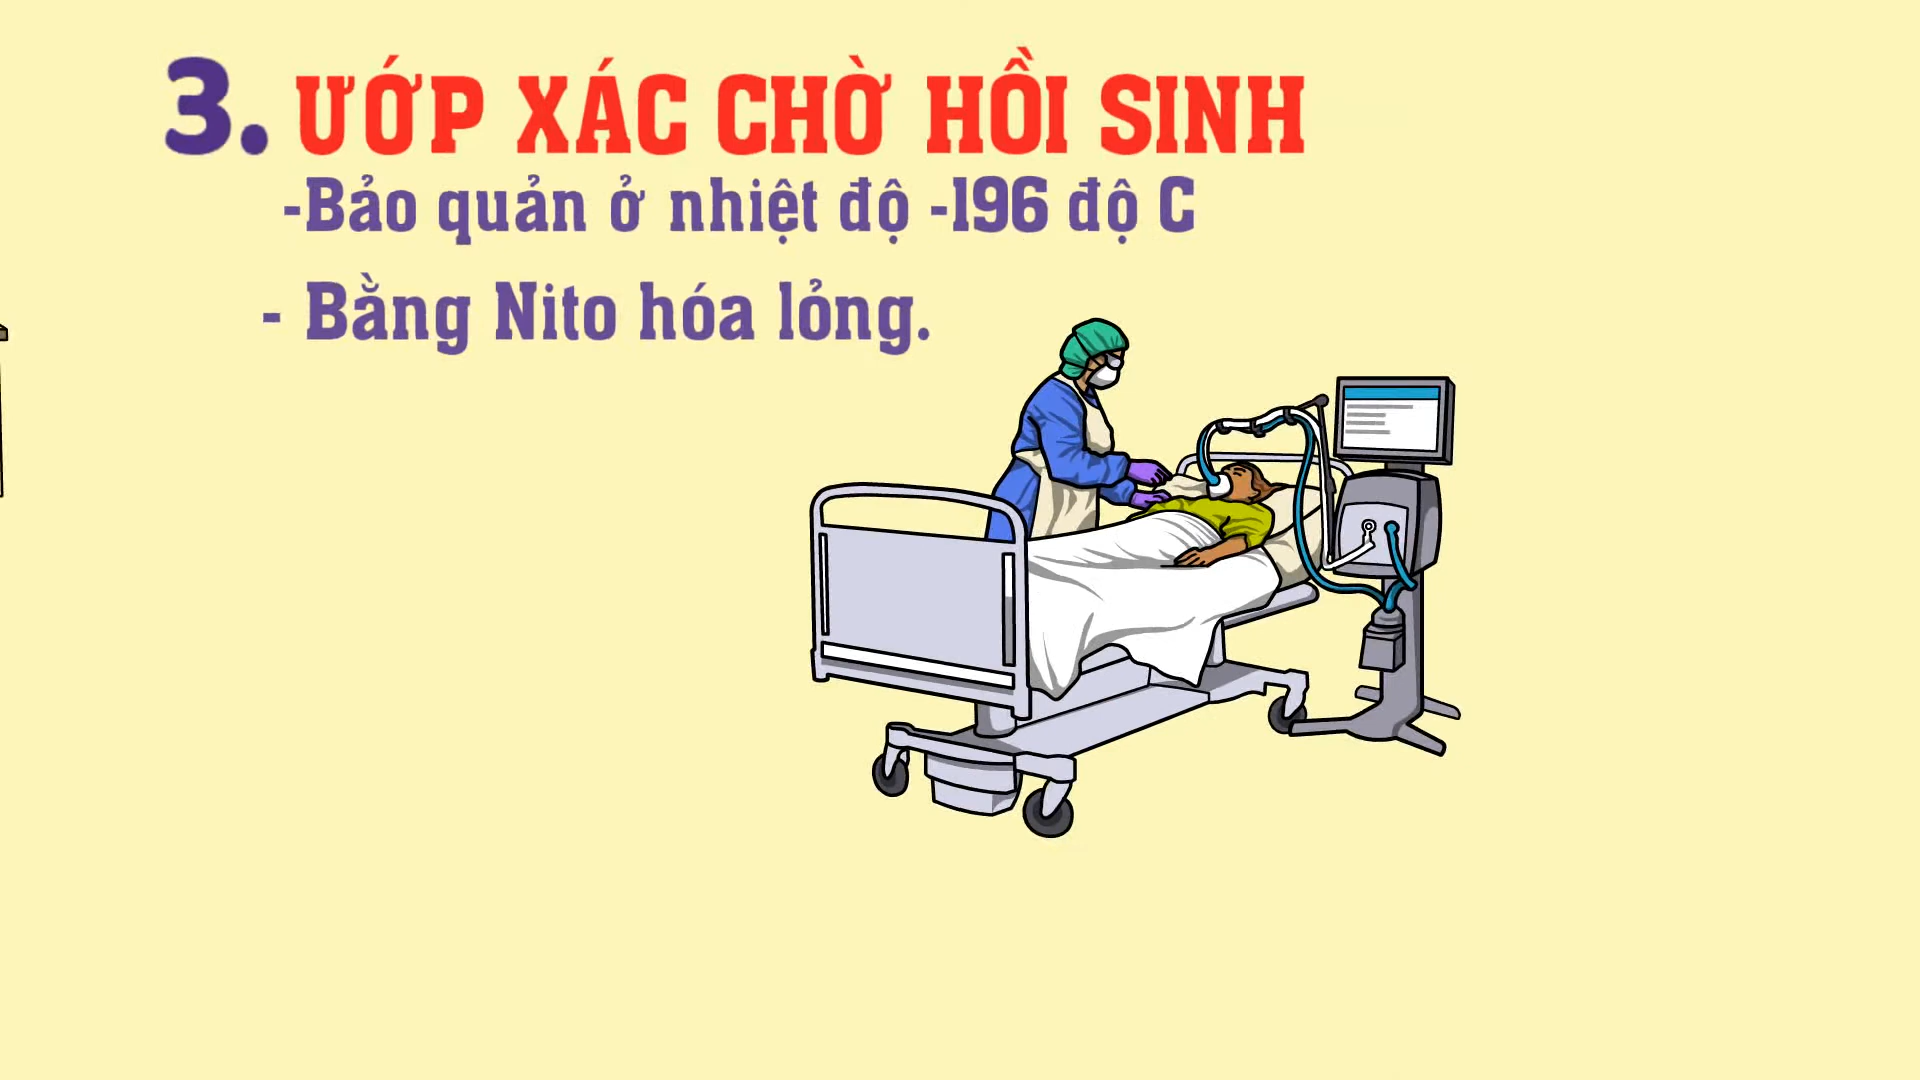 3. ƯỚP XÁC CHỜ HỒI SINH
-Bảo quản ở nhiệt độ -196 độ C
- Bằng Nito hóa lỏng.